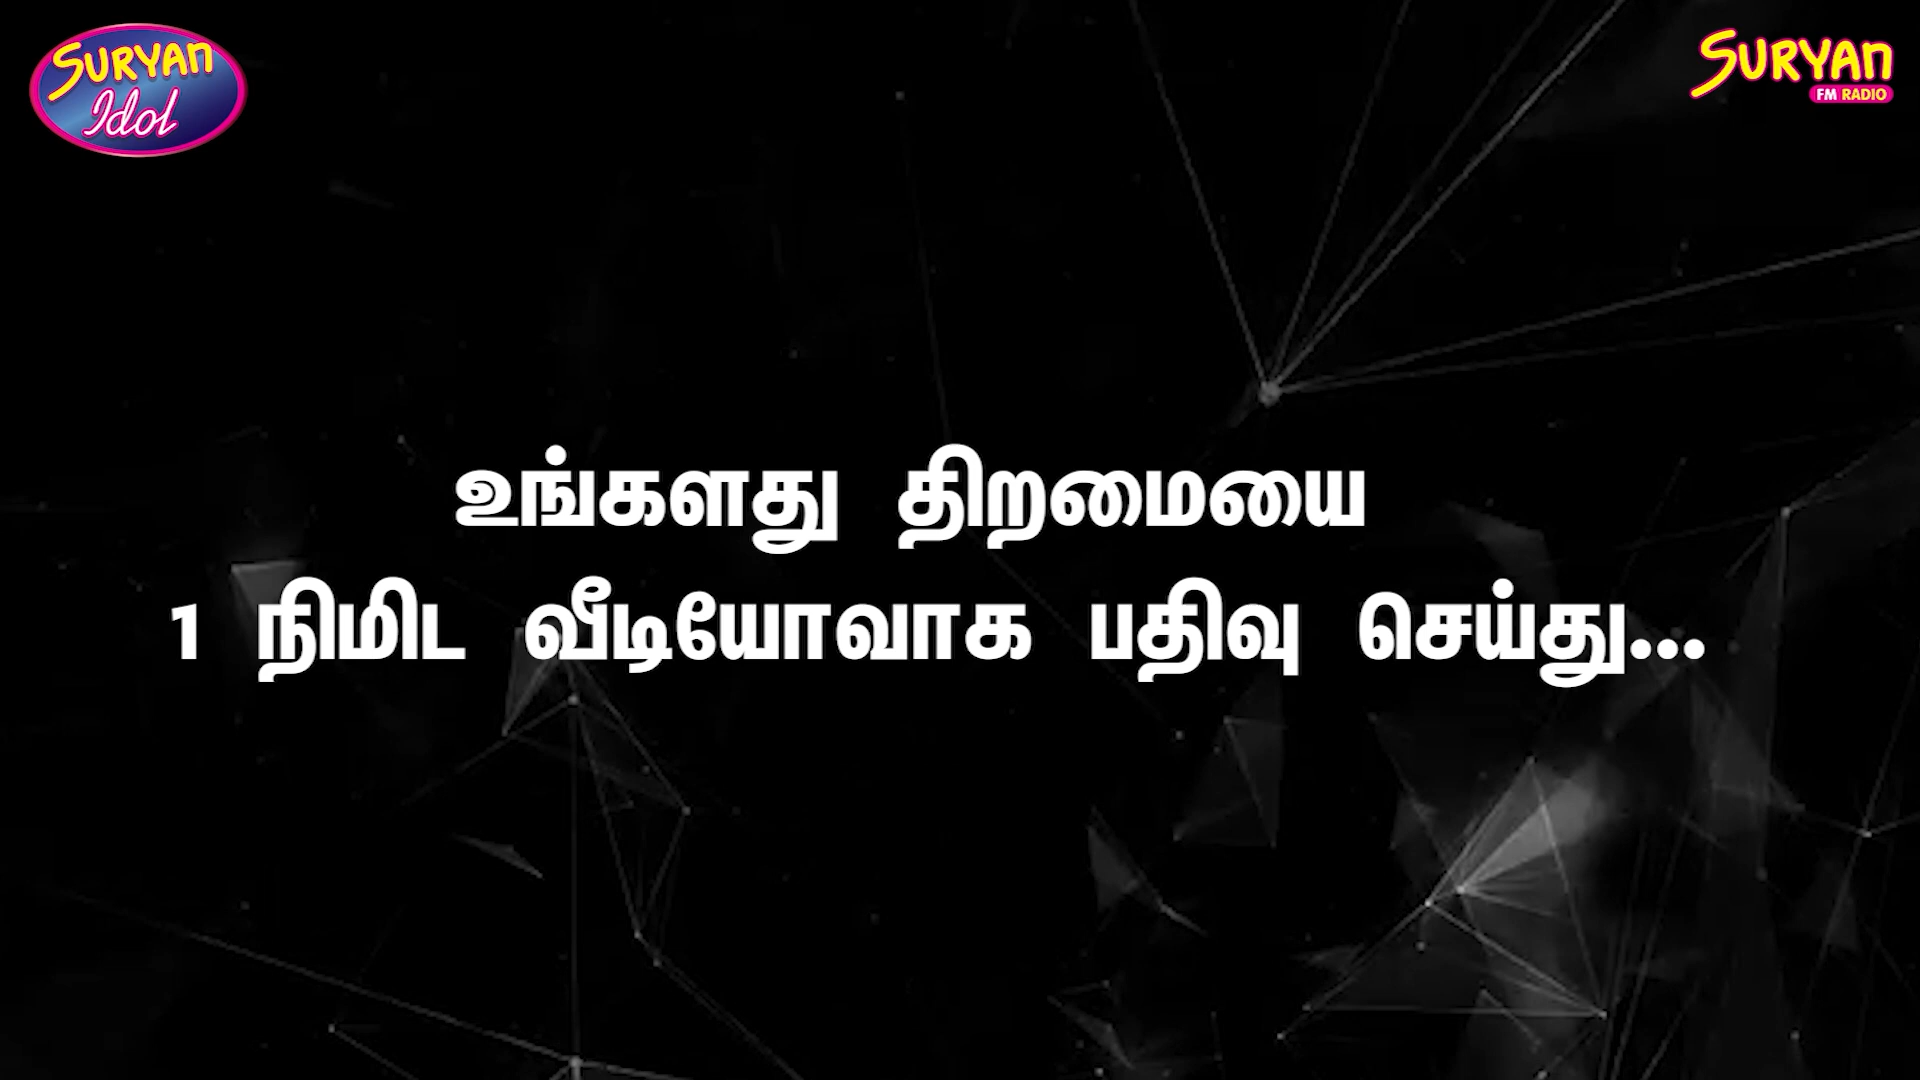 SURYAN
Idol
SURYAN
FM RADIO
உங்களது திறமையை
1 நிமிட வீடியோவாக பதிவு செய்து...